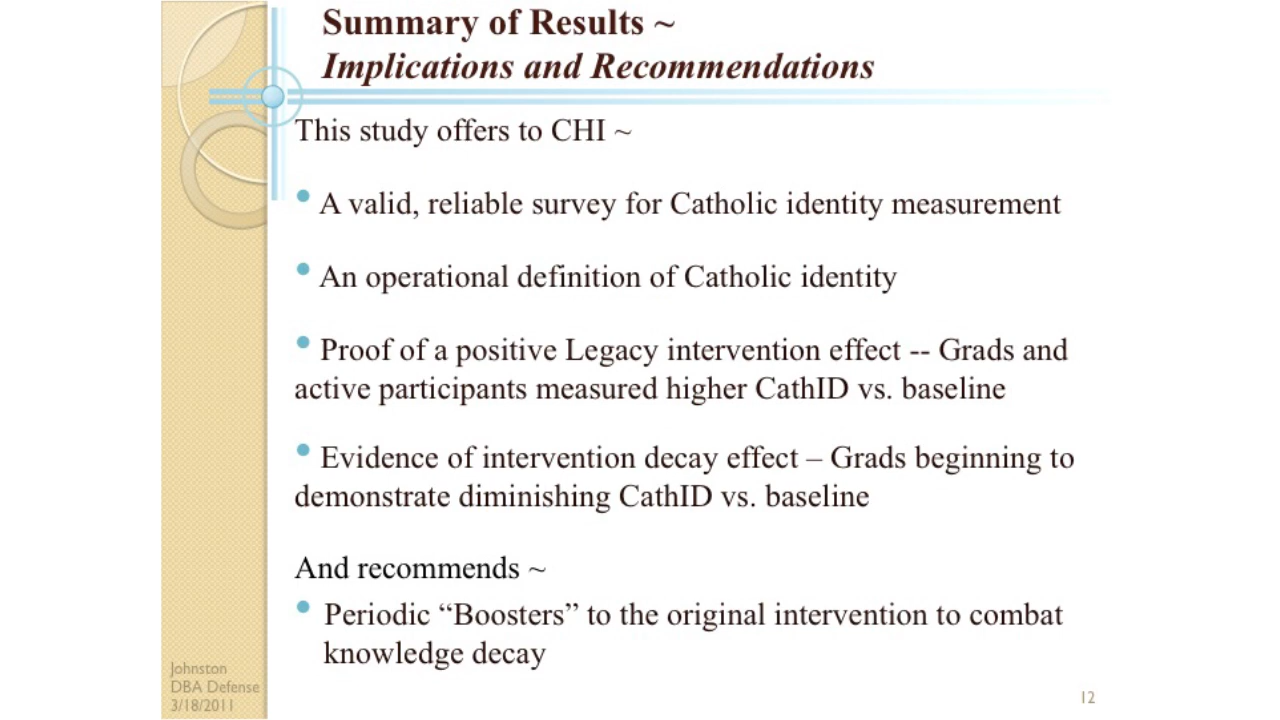 Summary of Results ~
Implications and Recommendations
This study offers to CHI ~
• A valid, reliable survey for Catholic identity measurement
• An operational definition of Catholic identity
• Proof of a positive Legacy intervention effect -- Grads and
active participants measured higher CathID vs. baseline
• Evidence of intervention decay effect – Grads beginning to
demonstrate diminishing CathID vs. baseline
And recommends ~
• Periodic “Boosters” to the original intervention to combat
knowledge decay
Johnston
DBA Defense
3/18/2011
12